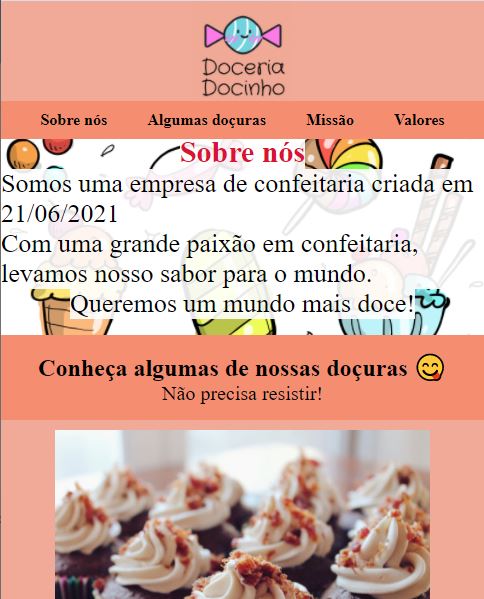 Doceria
Docinho
Sobre nós Algumas doçuras Missão Valores
Sobre nós
Somos uma empresa de confeitaria criada em
21/06/2021
Com uma grande paixão em confeitaria,
levamos nosso sabor para o mundo.
Queremos um mundo mais doce!
Conheça algumas de nossas doçuras 😋
Não precisa resistir!